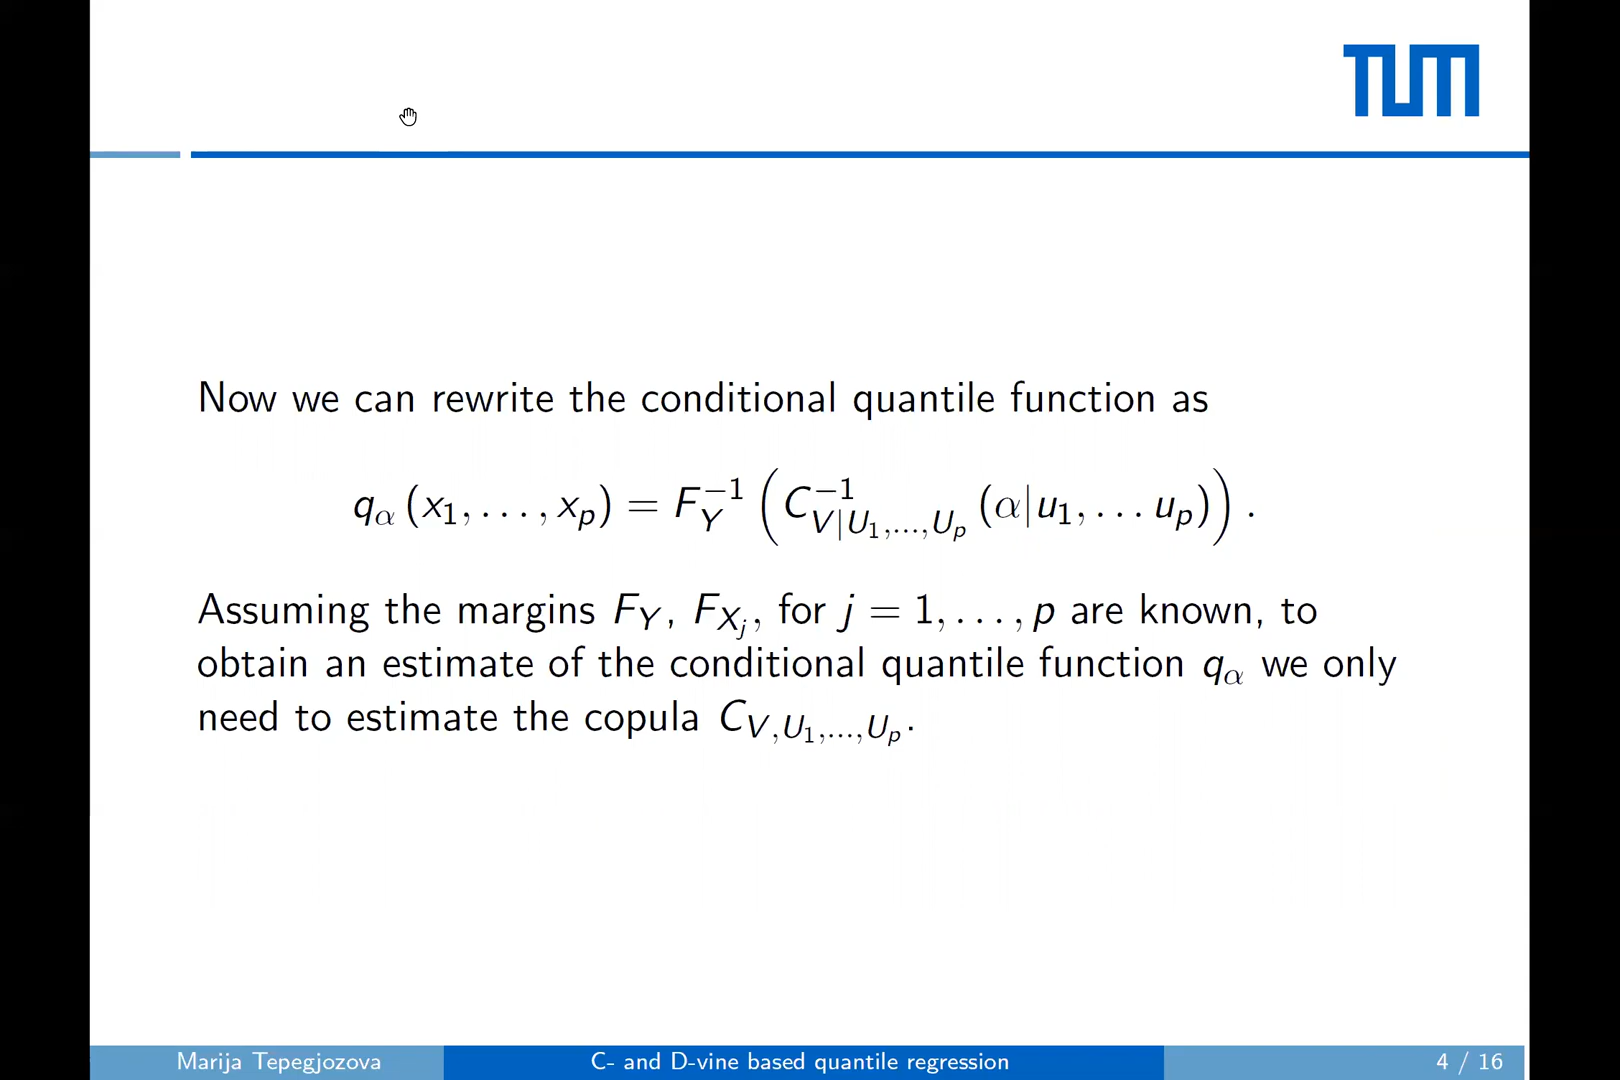 TUM
Now we can rewrite the conditional quantile function as
q_α (x_1, . . . , x_p) = F_Y^{−1} (C_{V|U_1,...,U_p}^{−1} (α|u_1, . . . u_p)) .
Assuming the margins F_Y, F_{X_j}, for j = 1, . . . , p are known, to
obtain an estimate of the conditional quantile function q_α we only
need to estimate the copula C_{V,U_1,...,U_p}.
Marija Tepegjozova C- and D-vine based quantile regression 4 / 16